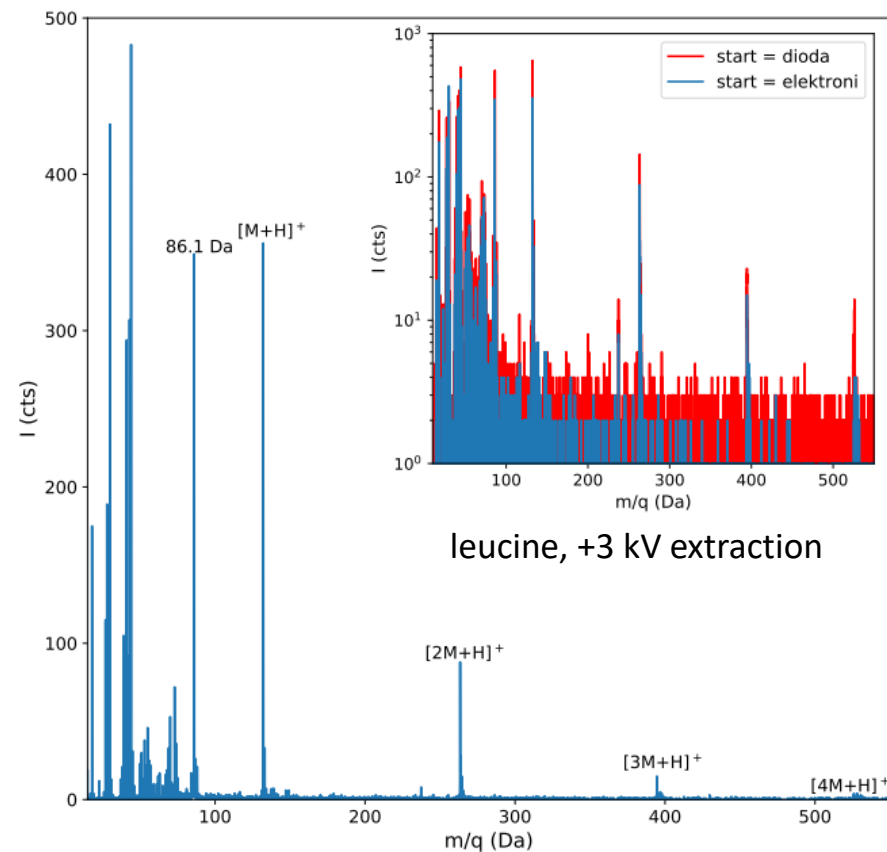 500
400
300
200
100
0
I (cts)
100
200
300
400
500
m/q (Da)
86.1 Da
[M+H]⁺
[2M+H]⁺
[3M+H]⁺
[4M+H]⁺
10³
10²
10¹
10⁰
I (cts)
start = dioda
start = elektroni
100
200
300
400
500
m/q (Da)
leucine, +3 kV extraction